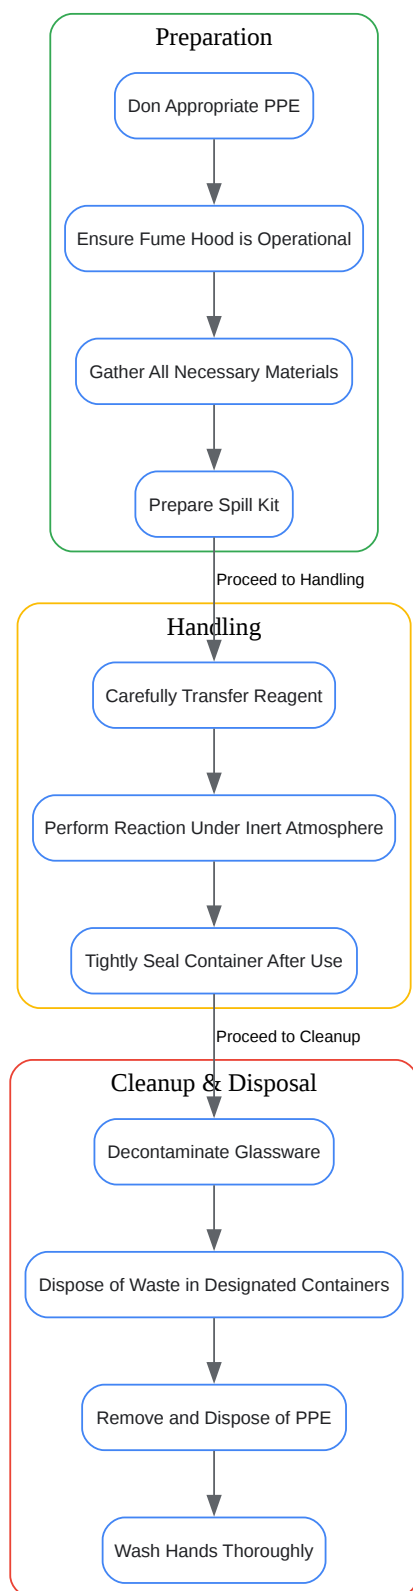 Preparation
Don Appropriate PPE
Ensure Fume Hood is Operational
Gather All Necessary Materials
Prepare Spill Kit
Proceed to Handling
Handling
Carefully Transfer Reagent
Perform Reaction Under Inert Atmosphere
Tightly Seal Container After Use
Proceed to Cleanup
Cleanup & Disposal
Decontaminate Glassware
Dispose of Waste in Designated Containers
Remove and Dispose of PPE
Wash Hands Thoroughly